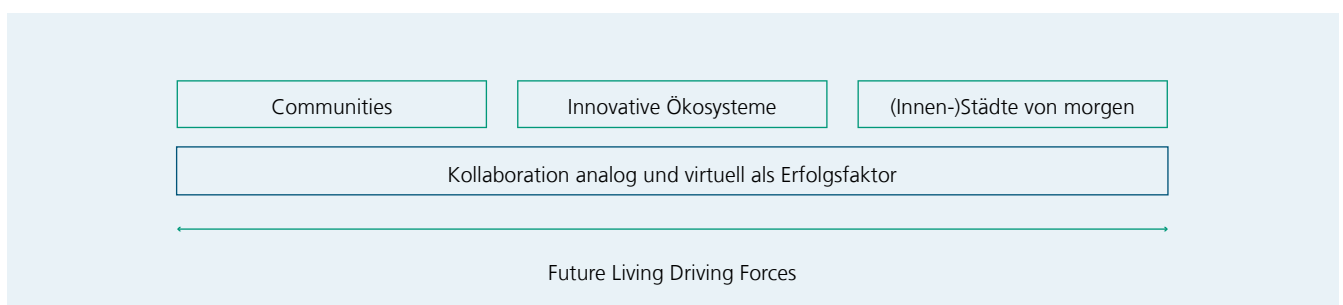 Communities
Innovative Ökosysteme
(Innen-)Städte von morgen
Kollaboration analog und virtuell als Erfolgsfaktor
Future Living Driving Forces